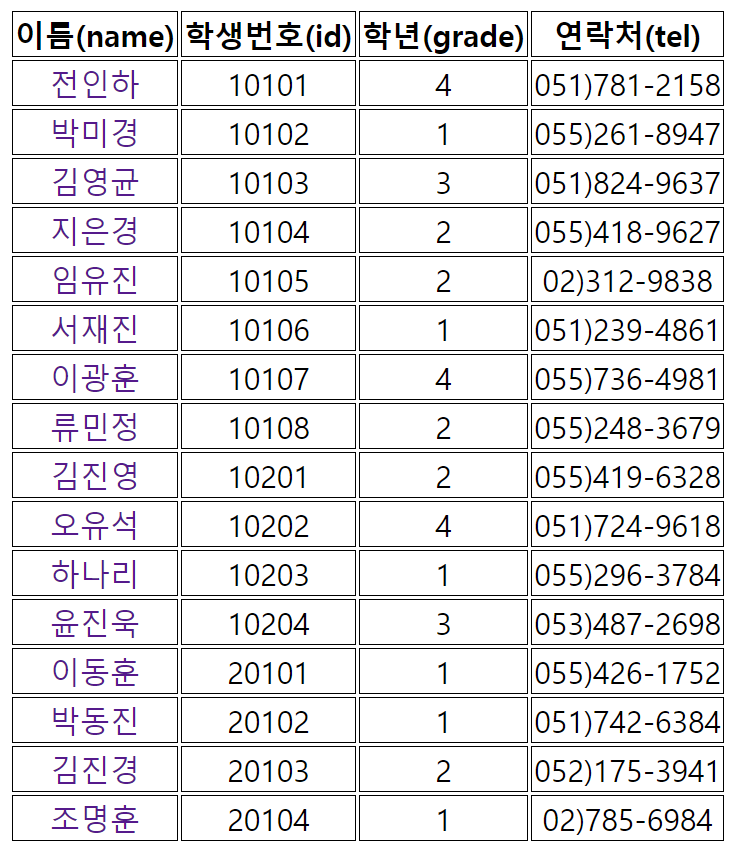 이름(name) 학생번호(id) 학년(grade) 연락처(tel)
전인하 10101 4 051)781-2158
박미경 10102 1 055)261-8947
김영균 10103 3 051)824-9637
지은경 10104 2 055)418-9627
임유진 10105 2 02)312-9838
서재진 10106 1 051)239-4861
이광훈 10107 4 055)736-4981
류민정 10108 2 055)248-3679
김진영 10201 2 055)419-6328
오유석 10202 4 051)724-9618
하나리 10203 1 055)296-3784
윤진욱 10204 3 053)487-2698
이동훈 20101 1 055)426-1752
박동진 20102 1 051)742-6384
김진경 20103 2 052)175-3941
조명훈 20104 1 02)785-6984